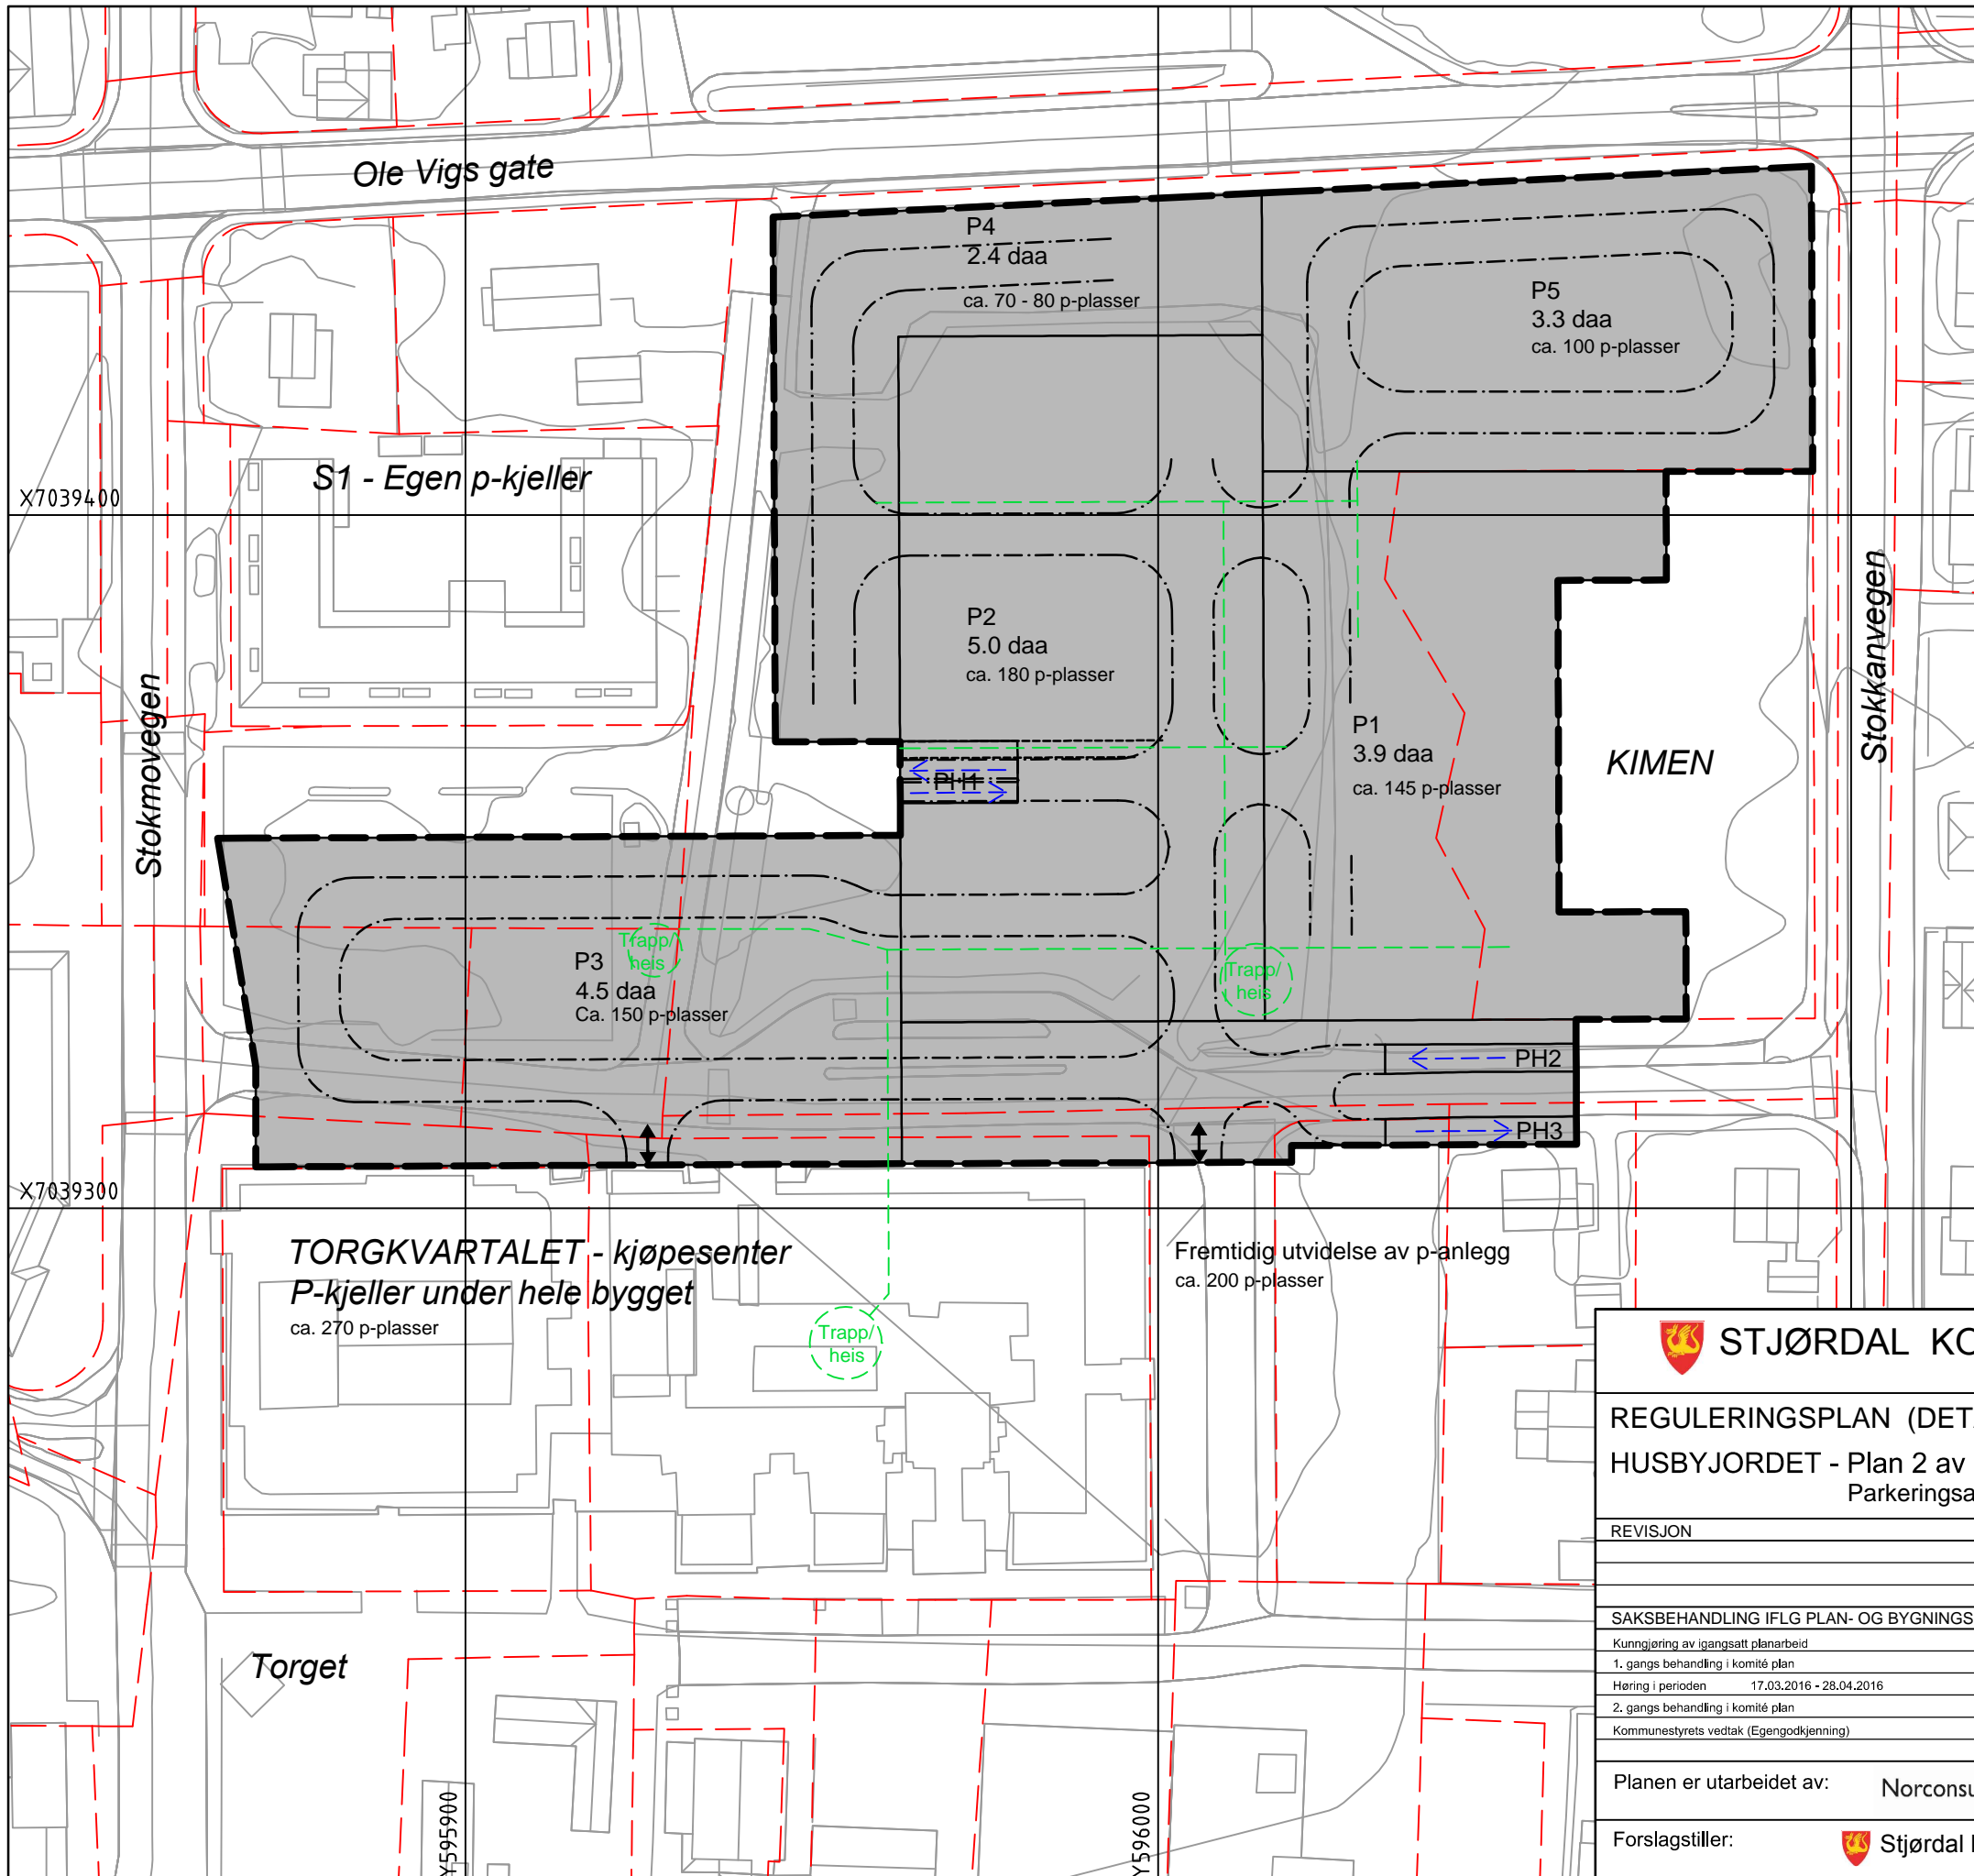 Ole Vigs gate
P4
2.4 daa
ca. 70 - 80 p-plasser
P5
3.3 daa
ca. 100 p-plasser
S1 - Egen p-kjeller
X7039400
Stokmovegen
P2
5.0 daa
ca. 180 p-plasser
P1
3.9 daa
ca. 145 p-plasser
KIMEN
Stokkanvegen
PH1
Trapp/
heis
P3
4.5 daa
Ca. 150 p-plasser
Trapp/
heis
PH2
PH3
X7039300
TORGKVARTALET - kjøpesenter
P-kjeller under hele bygget
ca. 270 p-plasser
Fremtidig utvidelse av p-anlegg
ca. 200 p-plasser
Trapp/
heis
Torget
Y595900
Y596000
STJØRDAL KO
REGULERINGSPLAN (DET
HUSBYJORDET - Plan 2 av
Parkeringsa
REVISJON
SAKSBEHANDLING IFLG PLAN- OG BYGNINGS
Kunngjøring av igangsatt planarbeid
1. gangs behandling i komité plan
Høring i perioden 17.03.2016 - 28.04.2016
2. gangs behandling i komité plan
Kommunestyrets vedtak (Egengodkjenning)
Planen er utarbeidet av: Norconsu
Forslagstiller: Stjørdal